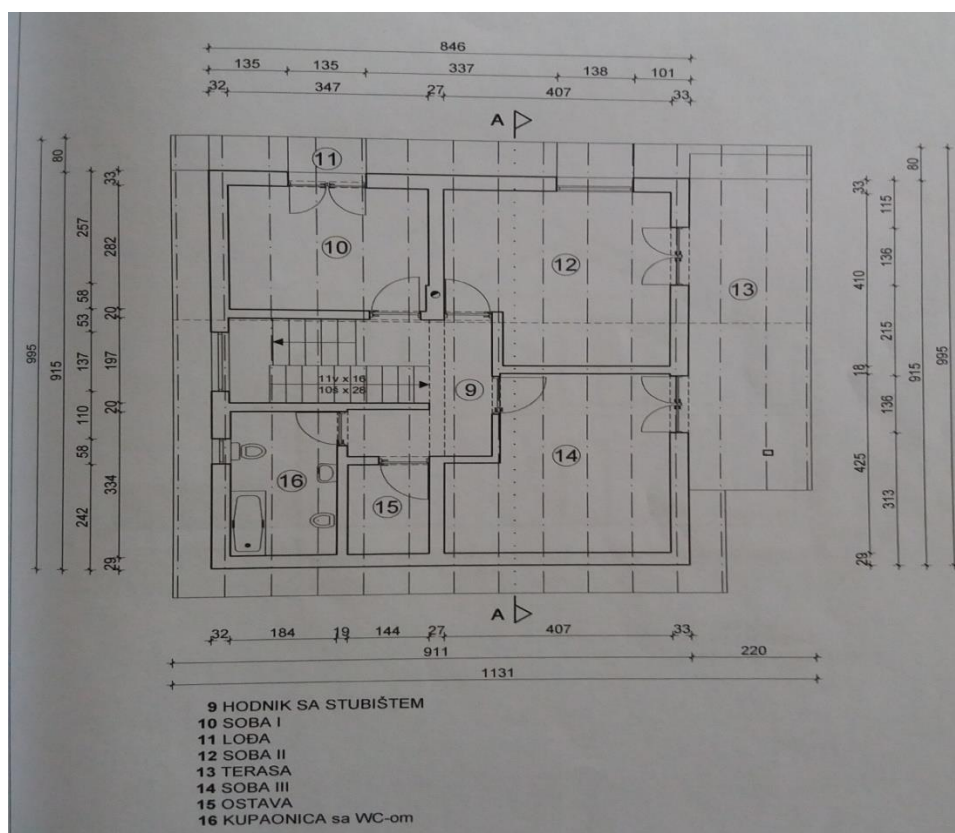 846
135 135 337 138 101
32 347 27 407 33
A
11
10
12
13
9
11v x 16
10š x 28
14
16
15
995
915
80
33
257
282
58
20
53
137
197
20
110
58
334
242
29
80
33
115
136
410
215
18
136
425
313
29
915
995
A
32 184 19 144 27 407 33
911 220
1131
9 HODNIK SA STUBIŠTEM
10 SOBA I
11 LOĐA
12 SOBA II
13 TERASA
14 SOBA III
15 OSTAVA
16 KUPAONICA sa WC-om